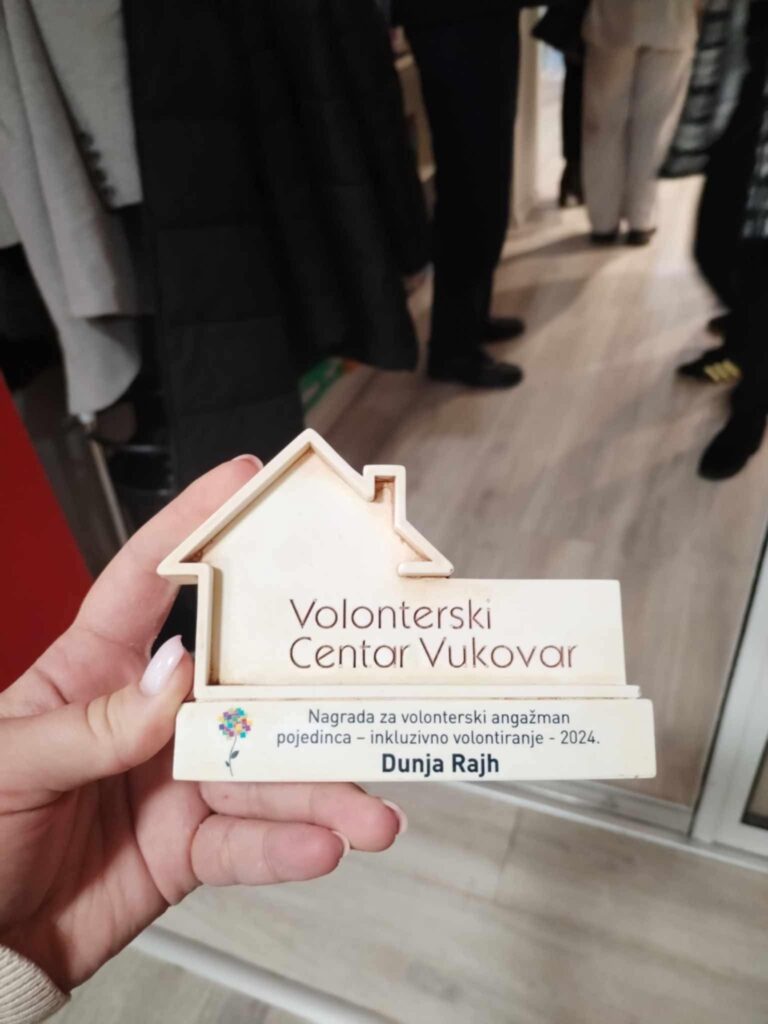 Volonterski
Centar Vukovar
Nagrada za volonterski angažman
pojedinca – inkluzivno volontiranje - 2024.
Dunja Rajh